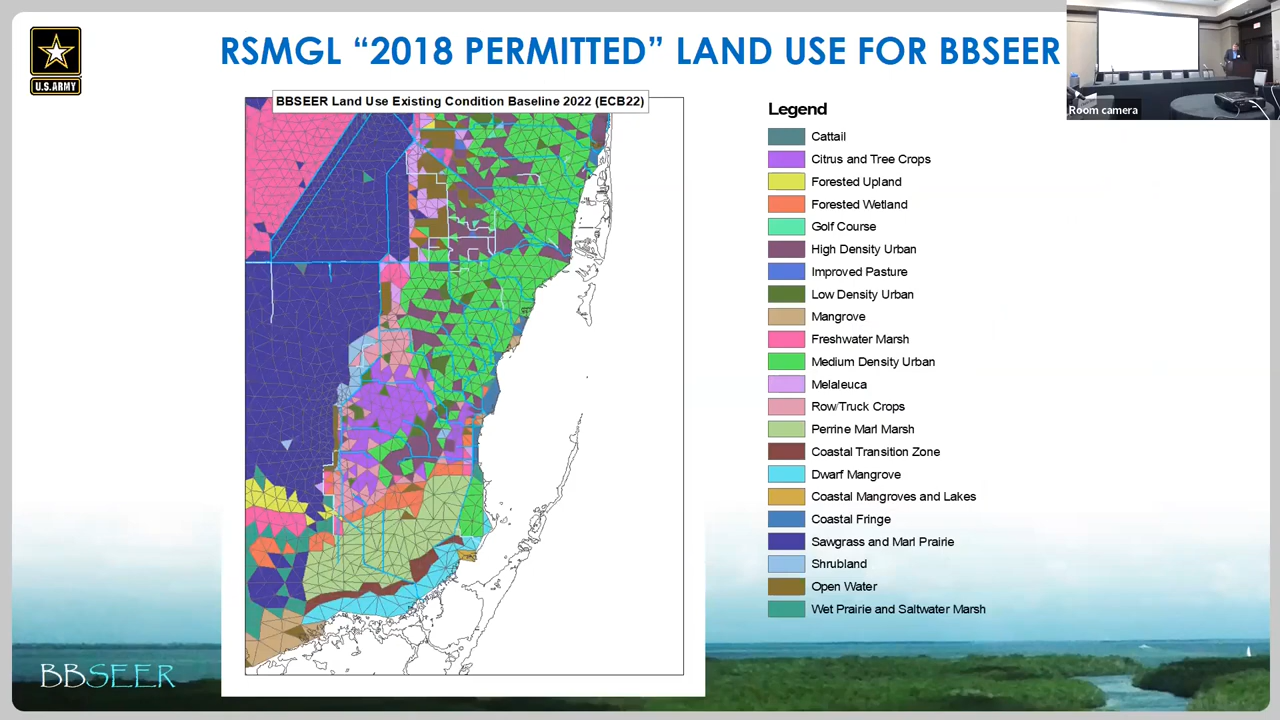 RSMGL “2018 PERMITTED” LAND USE FOR BBSEER
U.S.ARMY
Room camera
BBSEER Land Use Existing Condition Baseline 2022 (ECB22)
Legend
Cattail
Citrus and Tree Crops
Forested Upland
Forested Wetland
Golf Course
High Density Urban
Improved Pasture
Low Density Urban
Mangrove
Freshwater Marsh
Medium Density Urban
Melaleuca
Row/Truck Crops
Perrine Marl Marsh
Coastal Transition Zone
Dwarf Mangrove
Coastal Mangroves and Lakes
Coastal Fringe
Sawgrass and Marl Prairie
Shrubland
Open Water
Wet Prairie and Saltwater Marsh
BBSEER